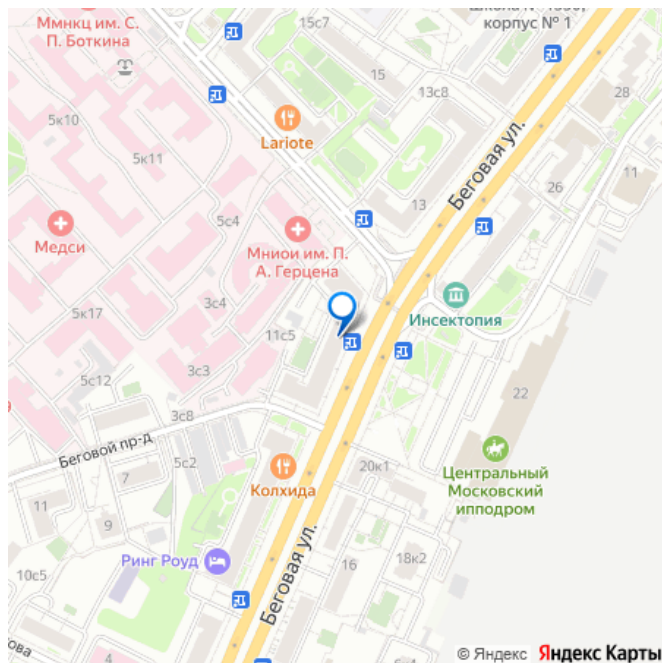 Ммнкц им. С.
П. Боткина
15с7
корпус № 1
15
13с8
28
5к10
Lariote
5к11
Беговая ул.
11
26
13
5с4
Медси
Мниои им. П.
А. Герцена
3с4
Инсектопия
5к17
11с5
3с3
5с12
22
3с8
Беговой пр-д
5с2
7
Колхида
20к1
Центральный
Московский
ипподром
11
9
Беговая ул.
Ринг Роуд
16
18к2
10с5
© Яндекс Яндекс Карты